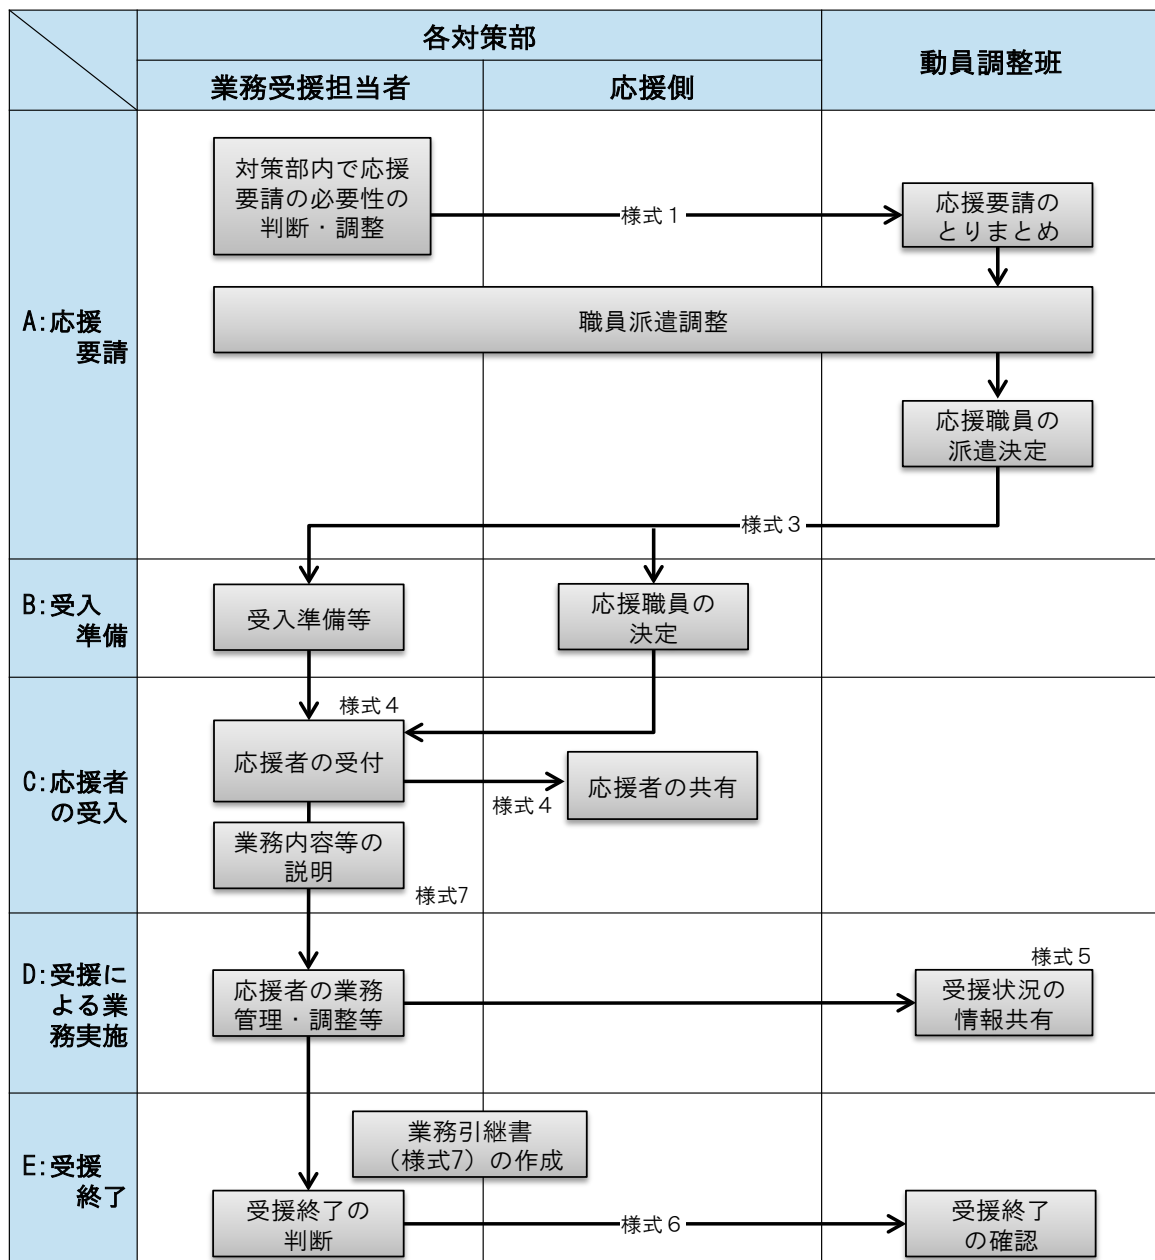 各対策部
動員調整班
業務受援担当者
応援側
A:応援
要請
対策部内で応援
要請の必要性の
判断・調整
様式１
応援要請の
とりまとめ
職員派遣調整
応援職員の
派遣決定
様式３
B:受入
準備
受入準備等
応援職員の
決定
C:応援者
の受入
様式４
応援者の受付
様式４
応援者の共有
業務内容等の
説明
様式7
D:受援に
よる業
務実施
応援者の業務
管理・調整等
様式５
受援状況の
情報共有
E:受援
終了
業務引継書
（様式7）の作成
受援終了の
判断
様式６
受援終了
の確認